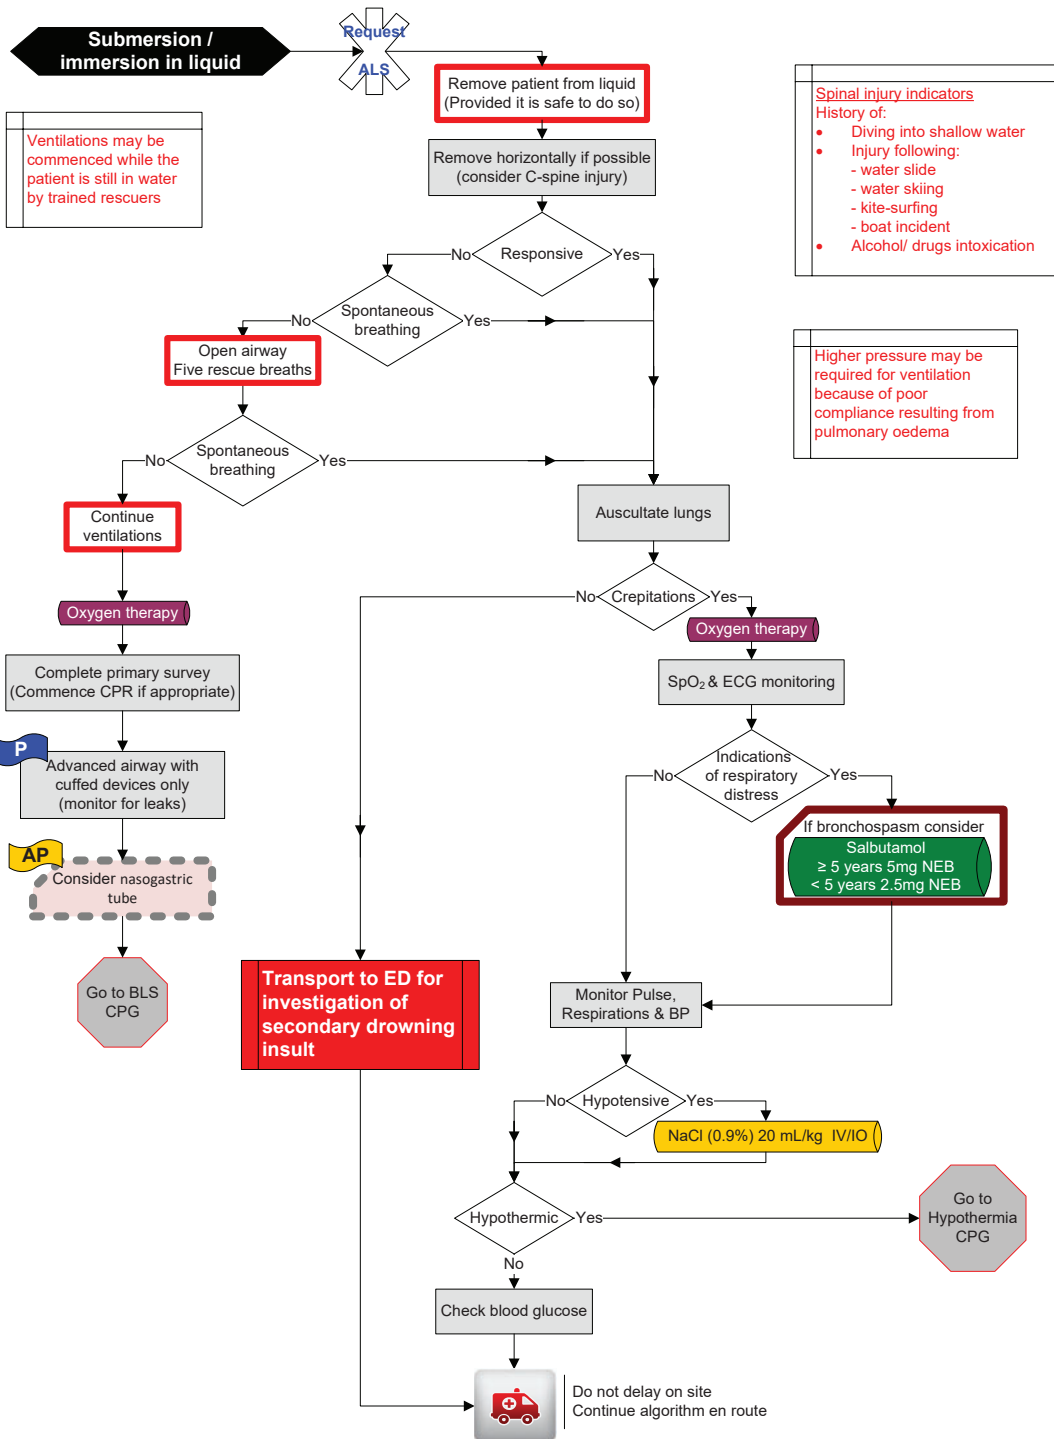 Submersion /
immersion in liquid
Request
ALS
Remove patient from liquid
(Provided it is safe to do so)
Spinal injury indicators
History of:
• Diving into shallow water
• Injury following:
- water slide
- water skiing
- kite-surfing
- boat incident
• Alcohol/ drugs intoxication
Ventilations may be
commenced while the
patient is still in water
by trained rescuers
Remove horizontally if possible
(consider C-spine injury)
No
Responsive
Yes
No
Spontaneous
breathing
Yes
Open airway
Five rescue breaths
Higher pressure may be
required for ventilation
because of poor
compliance resulting from
pulmonary oedema
No
Spontaneous
breathing
Yes
Continue
ventilations
Auscultate lungs
No
Crepitations
Yes
Oxygen therapy
Oxygen therapy
Complete primary survey
(Commence CPR if appropriate)
SpO₂ & ECG monitoring
P
Advanced airway with
cuffed devices only
(monitor for leaks)
No
Indications
of respiratory
distress
Yes
If bronchospasm consider
Salbutamol
≥ 5 years 5mg NEB
< 5 years 2.5mg NEB
AP
Consider nasogastric
tube
Go to BLS
CPG
Transport to ED for
investigation of
secondary drowning
insult
Monitor Pulse,
Respirations & BP
No
Hypotensive
Yes
NaCl (0.9%) 20 mL/kg IV/IO
Hypothermic
Yes
Go to
Hypothermia
CPG
No
Check blood glucose
Do not delay on site
Continue algorithm en route